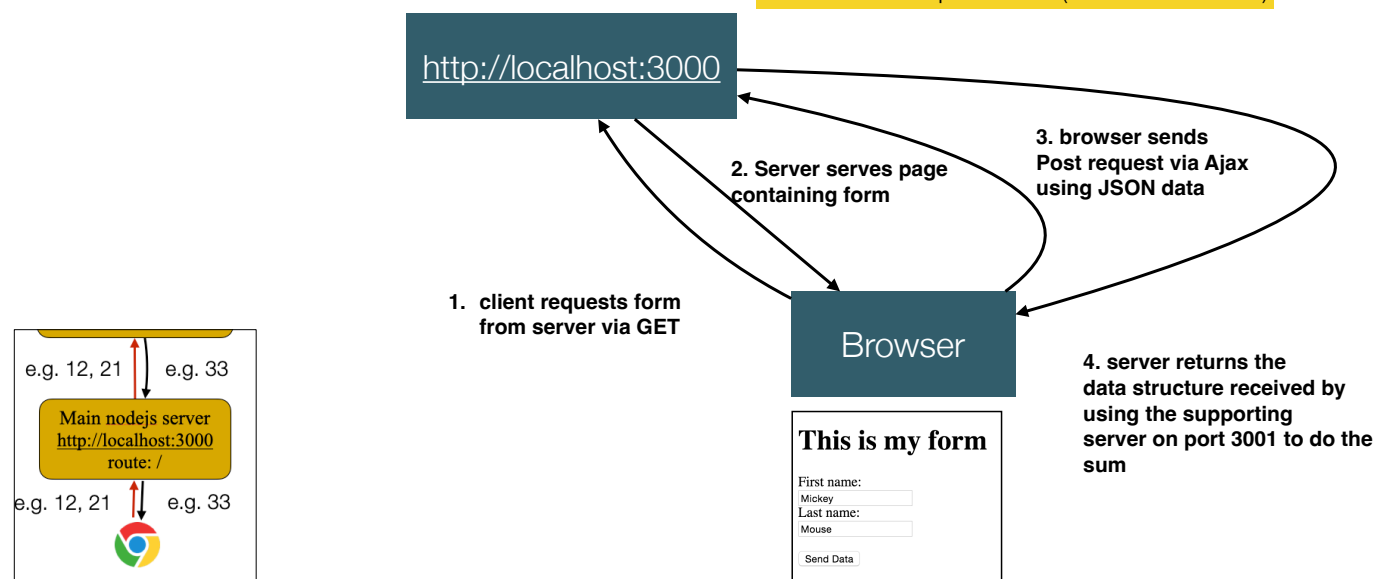 http://localhost:3000
3. browser sends
Post request via Ajax
using JSON data
2. Server serves page
containing form
1. client requests form
from server via GET
Browser
4. server returns the
data structure received by
using the supporting
server on port 3001 to do the
sum
This is my form
First name:
Mickey
Last name:
Mouse
Send Data
e.g. 12, 21
e.g. 33
Main nodejs server
http://localhost:3000
route: /
e.g. 12, 21
e.g. 33